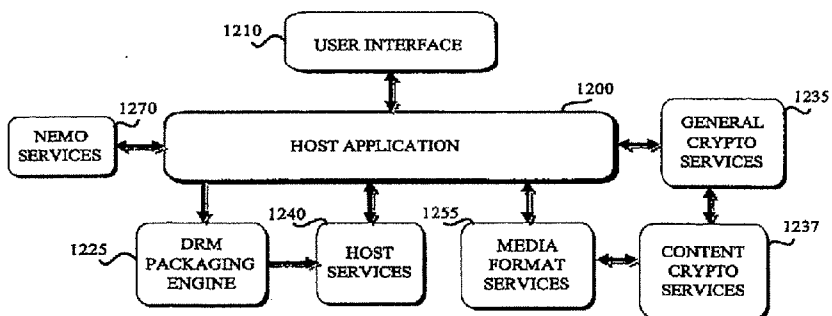 1210
USER INTERFACE
1200
1235
1270
NEMO
SERVICES
HOST APPLICATION
GENERAL
CRYPTO
SERVICES
1240
1255
1237
1225
DRM
PACKAGING
ENGINE
HOST
SERVICES
MEDIA
FORMAT
SERVICES
CONTENT
CRYPTO
SERVICES